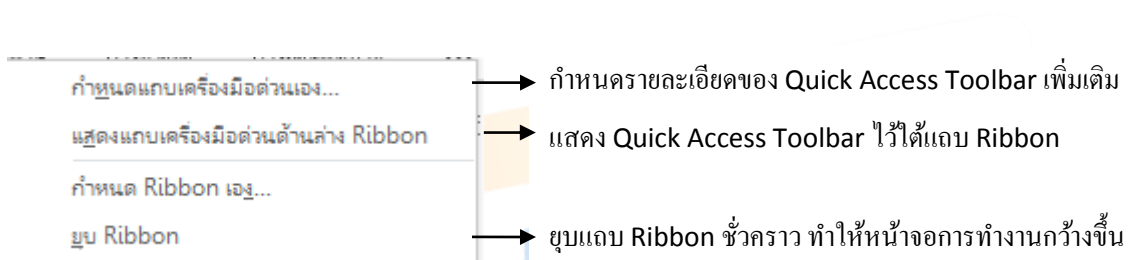 กำหนดแถบเครื่องมือด่วนเอง... กำหนดรายละเอียดของ Quick Access Toolbar เพิ่มเติม
แสดงแถบเครื่องมือด่วนด้านล่าง Ribbon แสดง Quick Access Toolbar ไว้ใต้แถบ Ribbon
กำหนด Ribbon เอง...
ยุบ Ribbon ยุบแถบ Ribbon ชั่วคราว ทำให้หน้าจอการทำงานกว้างขึ้น